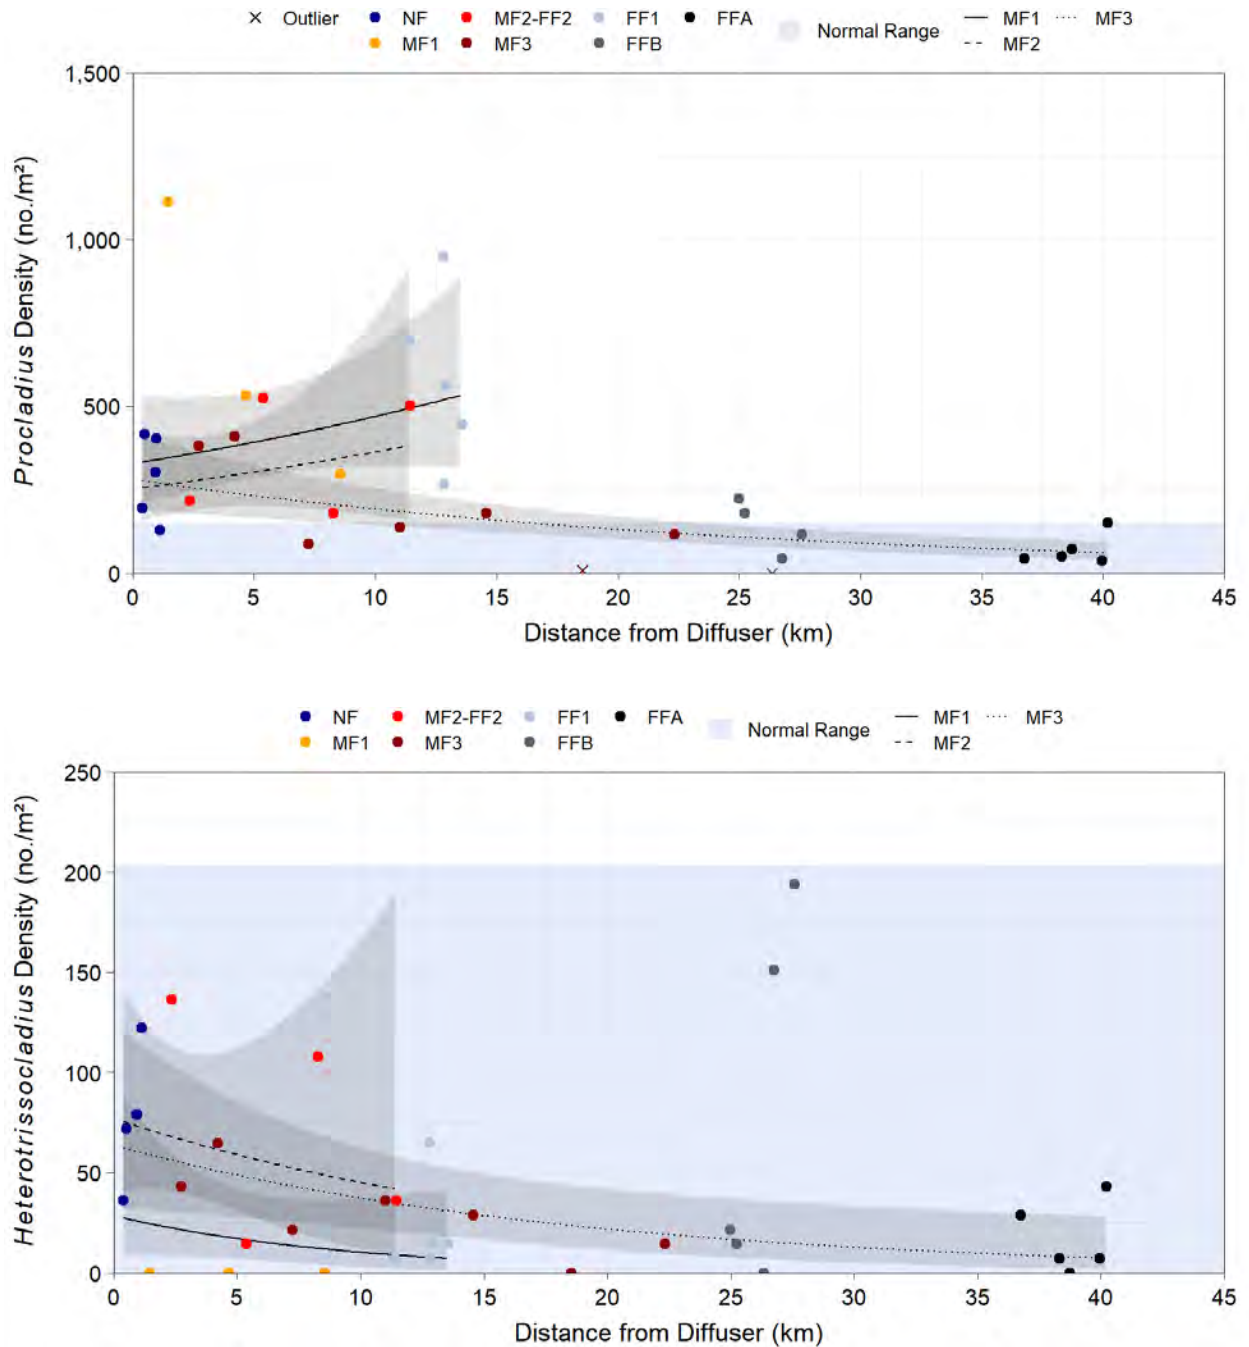 Outlier NF MF2-FF2 FF1 FFA Normal Range MF1 MF3
MF1 MF3 FFB MF2
Procladius Density (no./m²)
1,500
1,000
500
0
0 5 10 15 20 25 30 35 40 45
Distance from Diffuser (km)
NF MF2-FF2 FF1 FFA Normal Range MF1 MF3
MF1 MF3 FFB MF2
Heterotrissocladius Density (no./m²)
250
200
150
100
50
0
0 5 10 15 20 25 30 35 40 45
Distance from Diffuser (km)